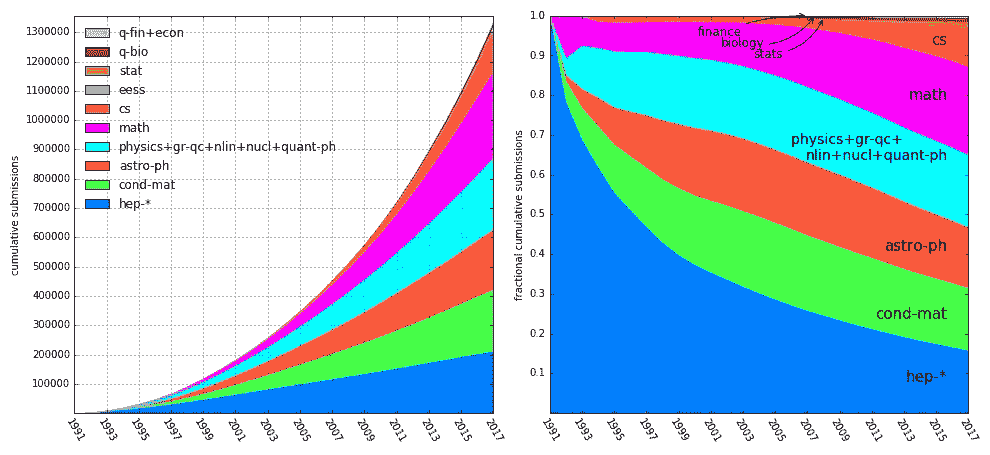 cumulative submissions
1300000
1200000
1100000
1000000
900000
800000
700000
600000
500000
400000
300000
200000
100000
q-fin+econ
q-bio
stat
eess
cs
math
physics+gr-qc+nlin+nucl+quant-ph
astro-ph
cond-mat
hep-*
1991
1993
1995
1997
1999
2001
2003
2005
2007
2009
2011
2013
2015
2017
fractional cumulative submissions
1.0
0.9
0.8
0.7
0.6
0.5
0.4
0.3
0.2
0.1
finance
biology
stats
cs
math
physics+gr-qc+
nlin+nucl+quant-ph
astro-ph
cond-mat
hep-*
1991
1993
1995
1997
1999
2001
2003
2005
2007
2009
2011
2013
2015
2017